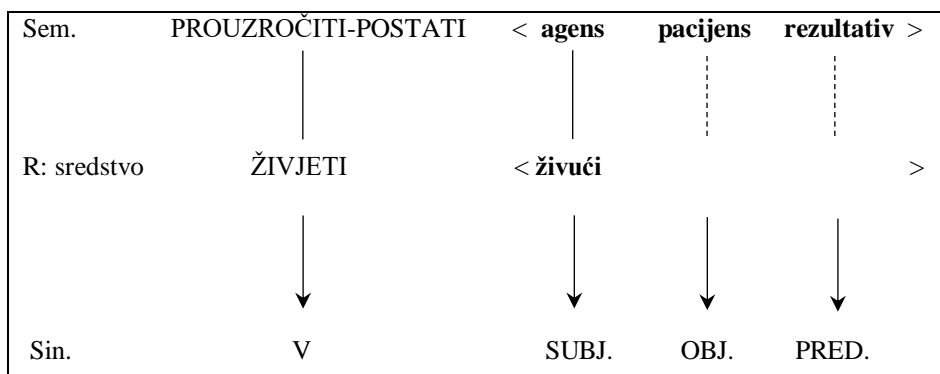 Sem. PROUZROČITI-POSTATI < agens pacijens rezultativ >
R: sredstvo ŽIVJETI < živući >
Sin. V SUBJ. OBJ. PRED.